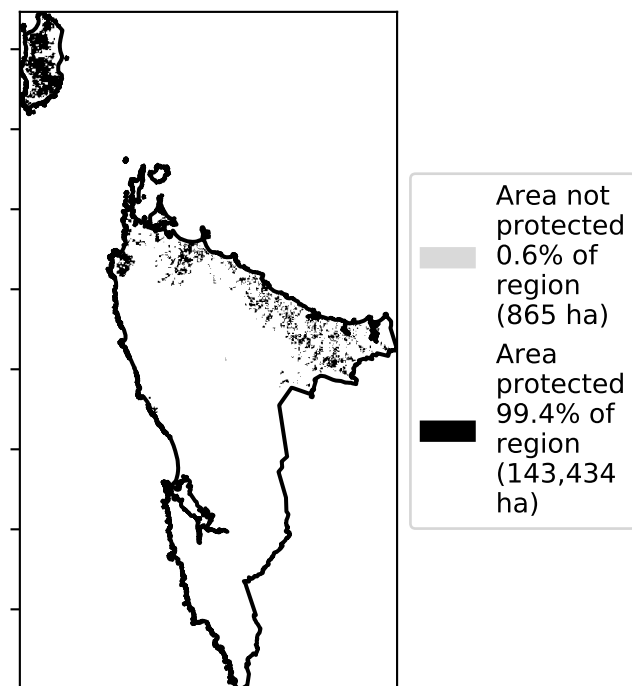 Area not
protected
0.6% of
region
(865 ha)
Area
protected
99.4% of
region
(143,434
ha)